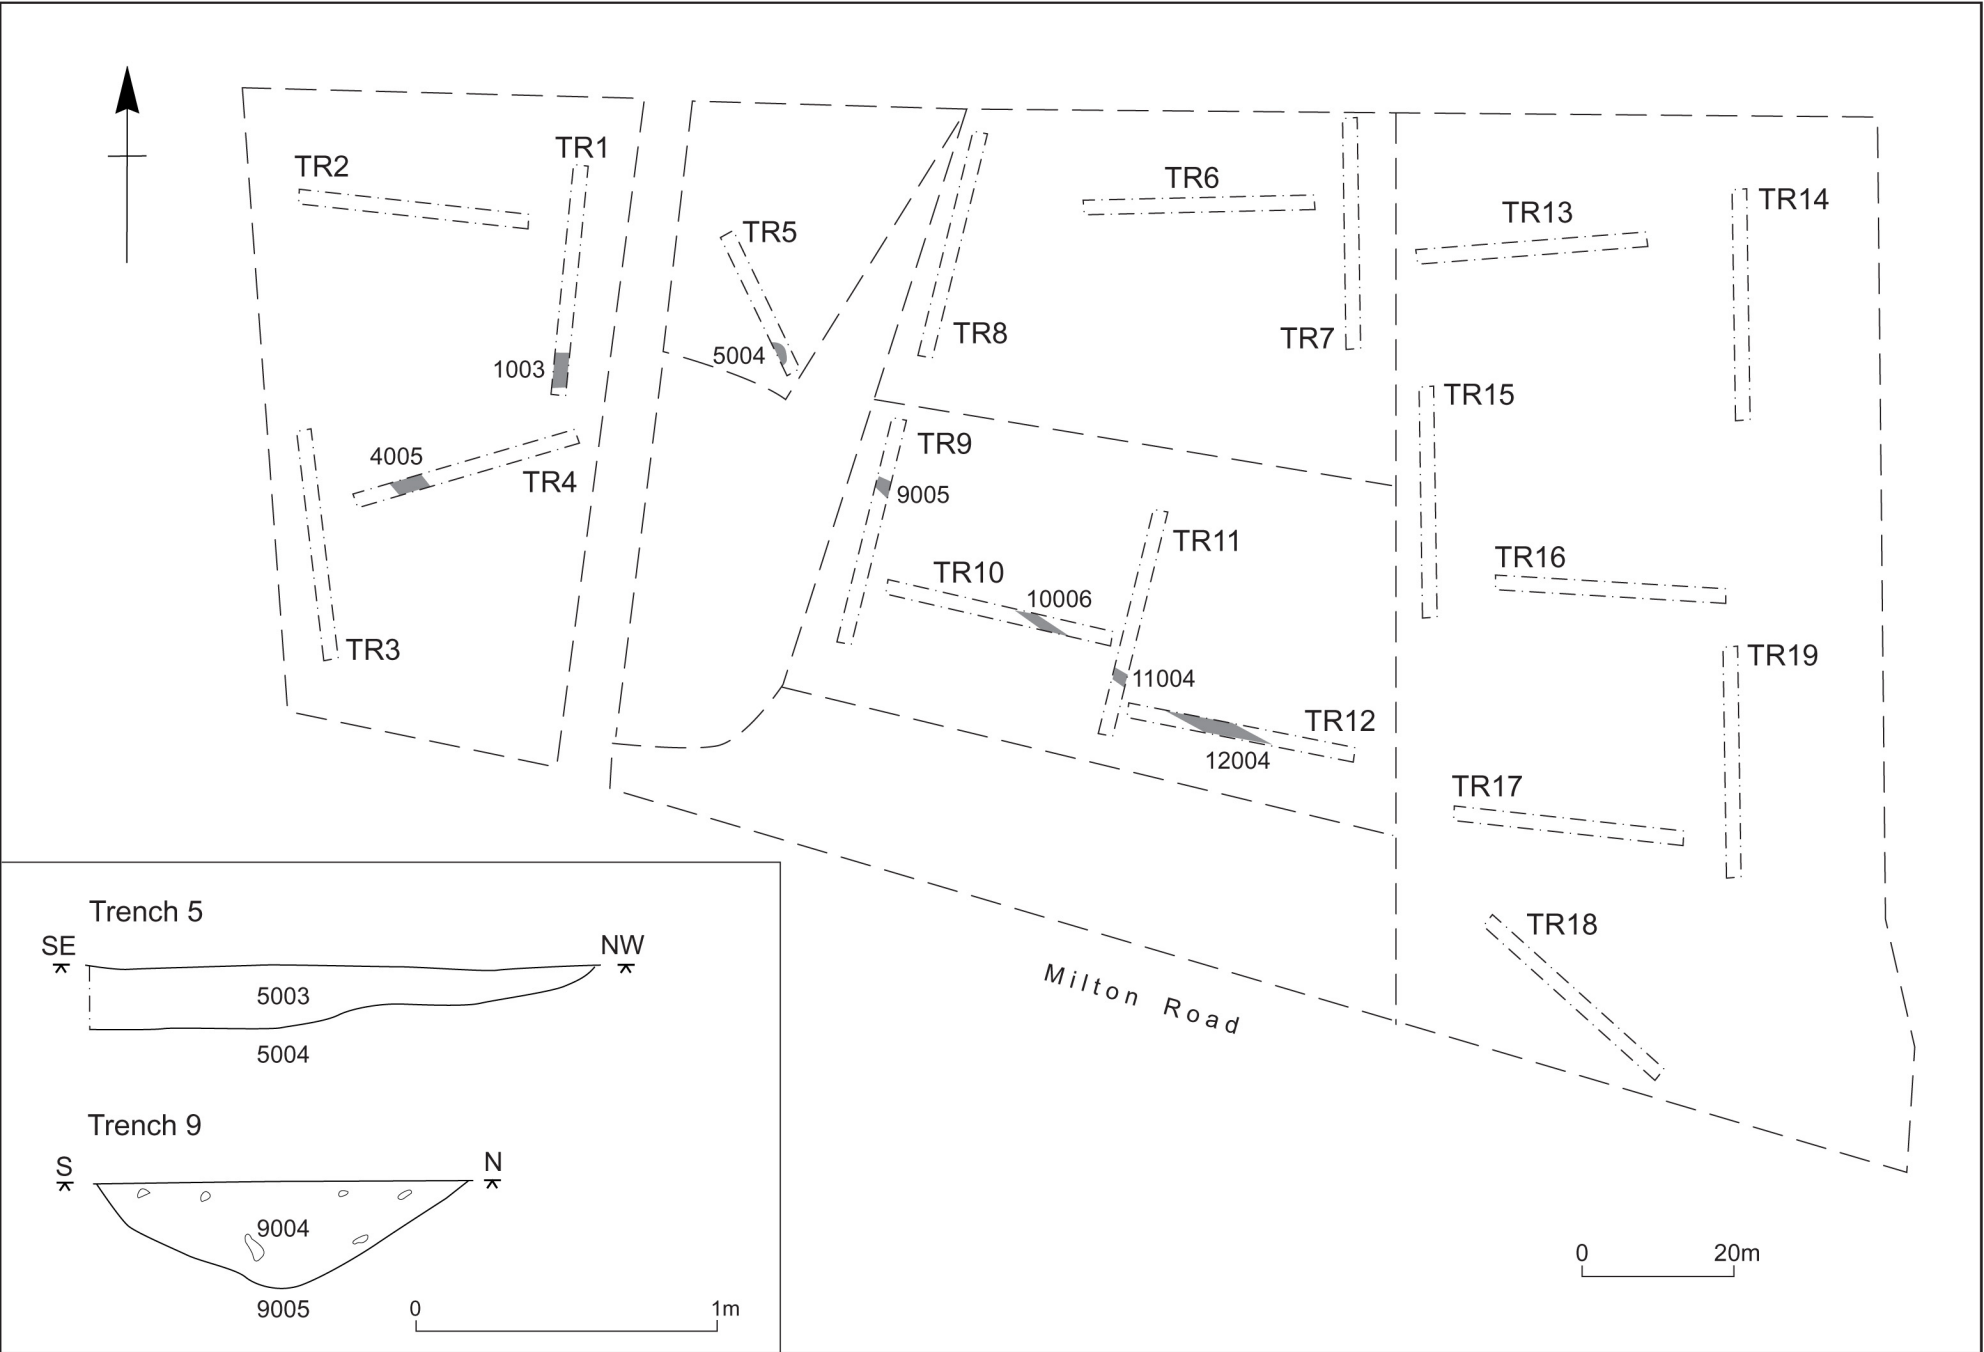 TR1
TR2
TR6
TR14
TR13
TR5
TR8
TR7
5004
1003
TR15
TR9
4005
TR4
9005
TR11
TR16
TR10
10006
TR3
TR19
11004
TR12
12004
TR17
Trench 5
TR18
SE
NW
5003
Milton Road
5004
Trench 9
S
N
9004
0
20m
9005
0
1m